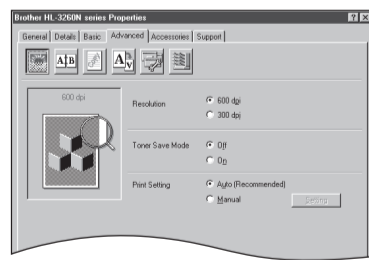 Brother HL-3260N series Properties
General Details Basic Advanced Accessories Support
A B
A v
600 dpi
Resolution
600 dpi
300 dpi
Toner Save Mode
Off
On
Print Setting
Auto (Recommended)
Manual
Setting